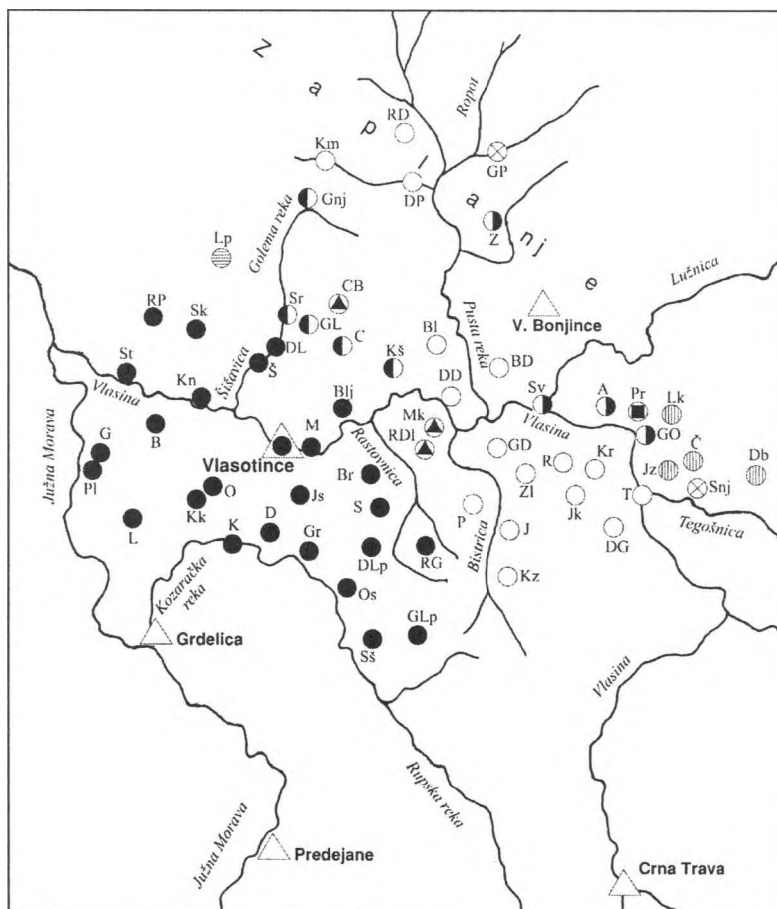 Z a p l a nj e
Ropot
RD
Km
GP
DP
Gnj
Z
Golema reka
Lp
Lužnica
CB
RP
Sk
Sr
GL
C
V. Bonjince
Bl
Pusta reka
DL
Š
Šišavica
Kš
BD
St
Kn
DD
Sv
A
Pr
Lk
Vlasina
Blj
Mk
Vlasina
GO
B
M
RDl
GD
R
Kr
Č
Db
Južna Morava
G
Vlasotince
Rastovnica
Jz
Pl
Br
Zl
Snj
O
Js
Jk
T
Kk
S
P
Tegošnica
L
K
D
Gr
DLp
RG
Bistrica
J
DG
Kozaračka
reka
Os
Kz
GLp
Grdelica
Sš
Vlasina
Rupska reka
Južna Morava
Predejane
Crna Trava